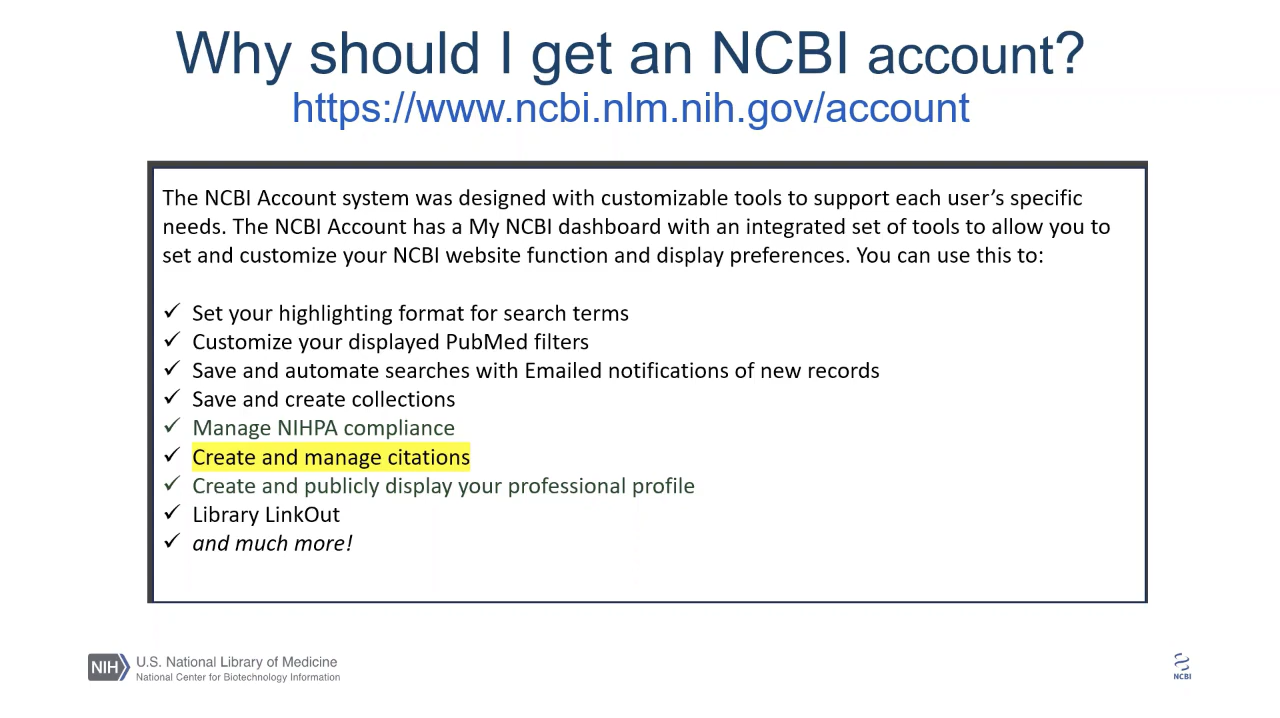 Why should I get an NCBI account?
https://www.ncbi.nlm.nih.gov/account
The NCBI Account system was designed with customizable tools to support each user’s specific
needs. The NCBI Account has a My NCBI dashboard with an integrated set of tools to allow you to
set and customize your NCBI website function and display preferences. You can use this to:
✓ Set your highlighting format for search terms
✓ Customize your displayed PubMed filters
✓ Save and automate searches with Emailed notifications of new records
✓ Save and create collections
✓ Manage NIHPA compliance
✓ Create and manage citations
✓ Create and publicly display your professional profile
✓ Library LinkOut
✓ and much more!
NIH U.S. National Library of Medicine
National Center for Biotechnology Information
NCBI